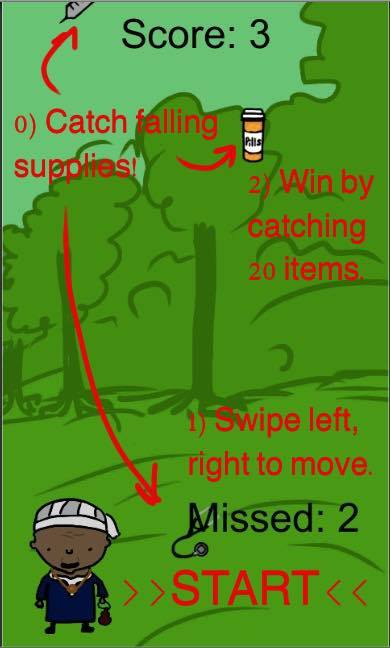 Score: 3
0) Catch falling
supplies!
Pills
2) Win by
catching
20 items.
1) Swipe left,
right to move.
Missed: 2
>>START<<